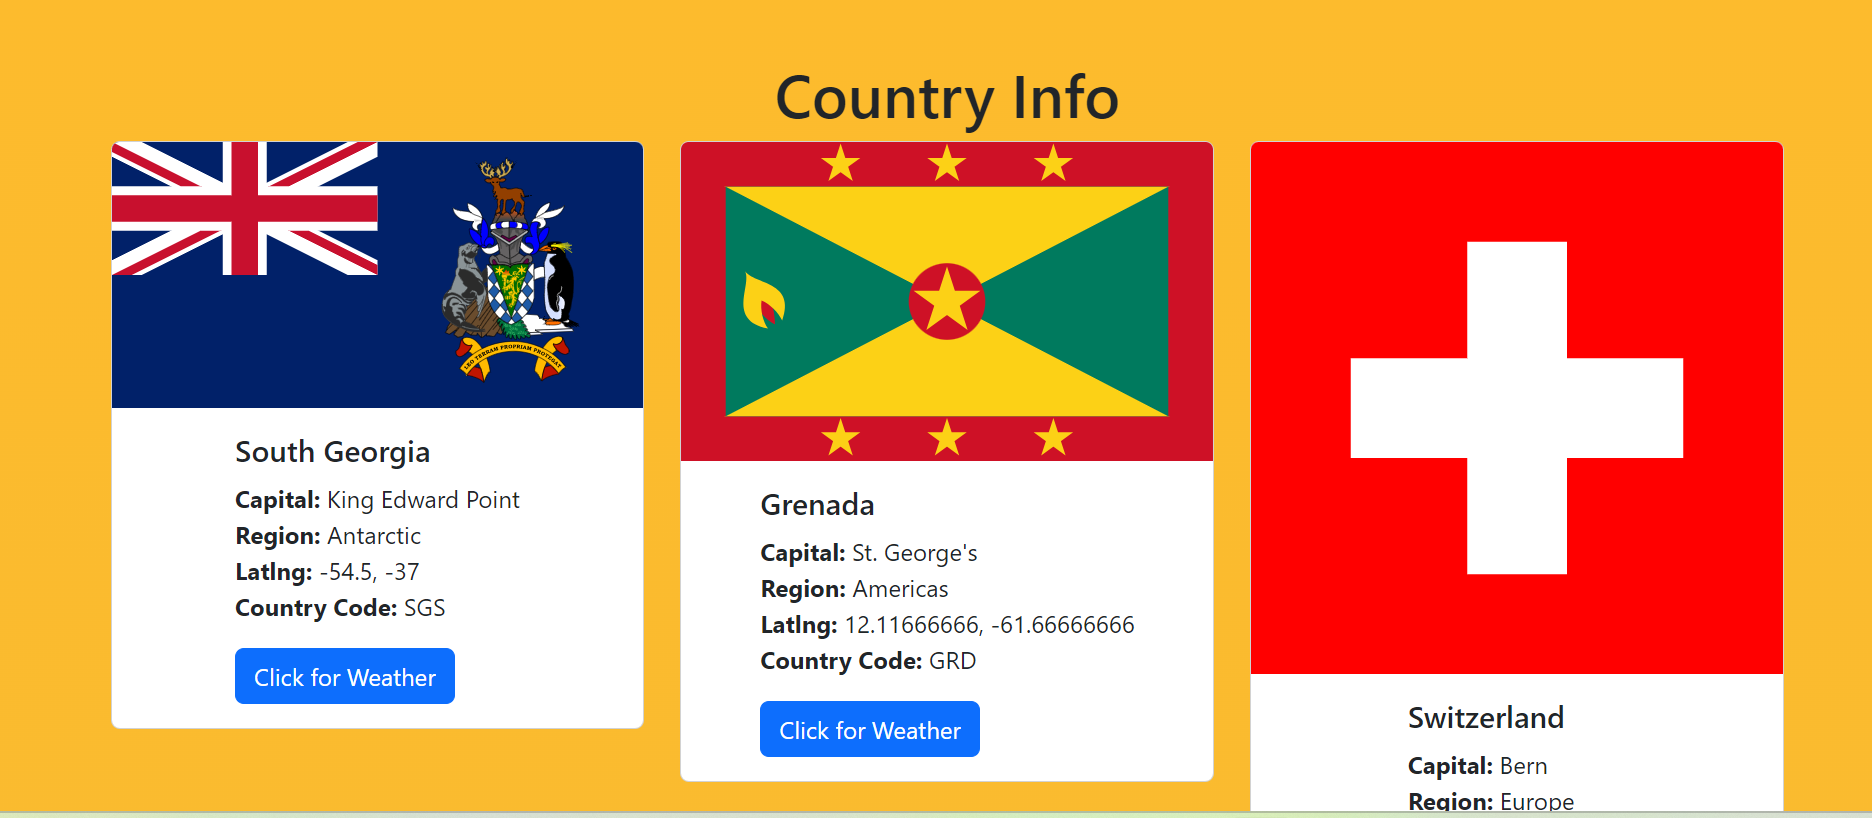 Country Info
LEO TERRAM PROPRIAM PROTEGAT
South Georgia
Capital: King Edward Point
Region: Antarctic
Latlng: -54.5, -37
Country Code: SGS
Click for Weather
Grenada
Capital: St. George's
Region: Americas
Latlng: 12.11666666, -61.66666666
Country Code: GRD
Click for Weather
Switzerland
Capital: Bern
Region: Europe